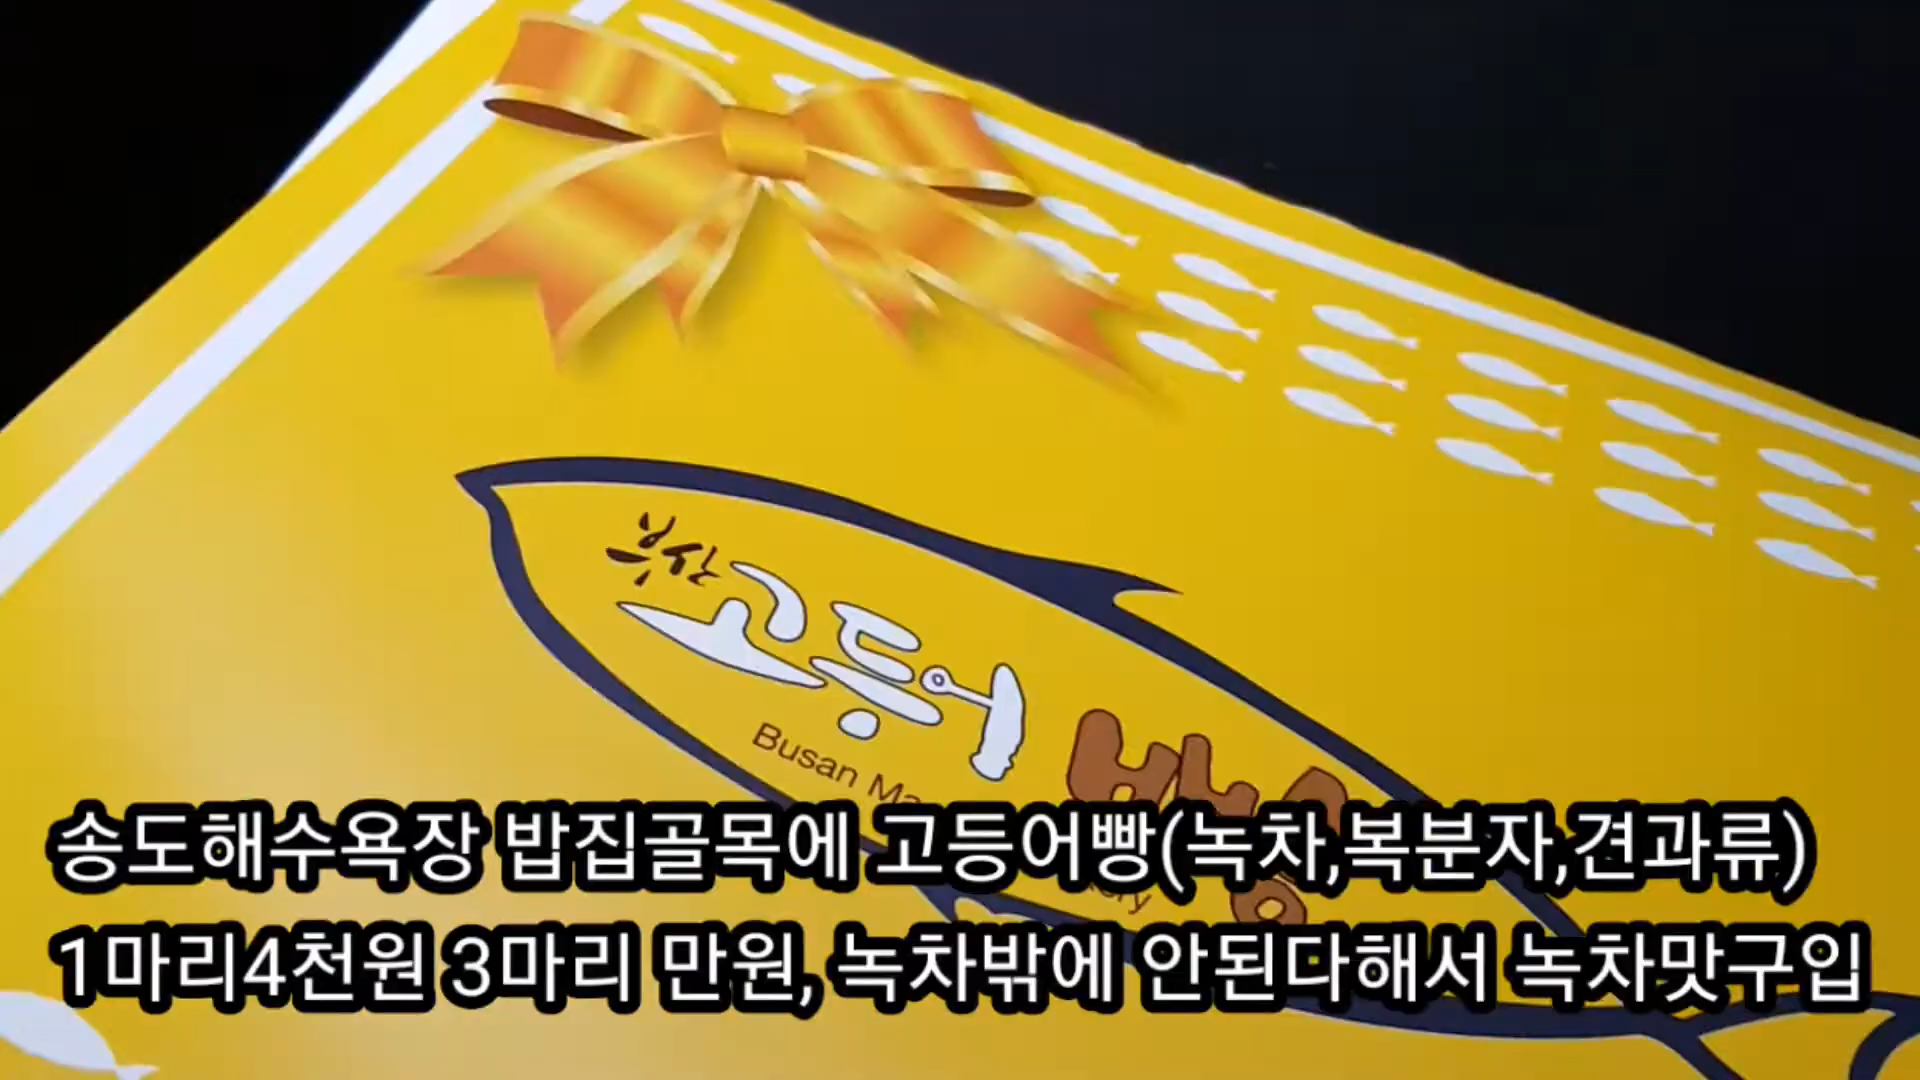 부산
고등어
빵
Busan
송도해수욕장 밥집골목에 고등어빵(녹차,복분자,견과류)
1마리4천원 3마리 만원, 녹차밖에 안된다해서 녹차맛구입